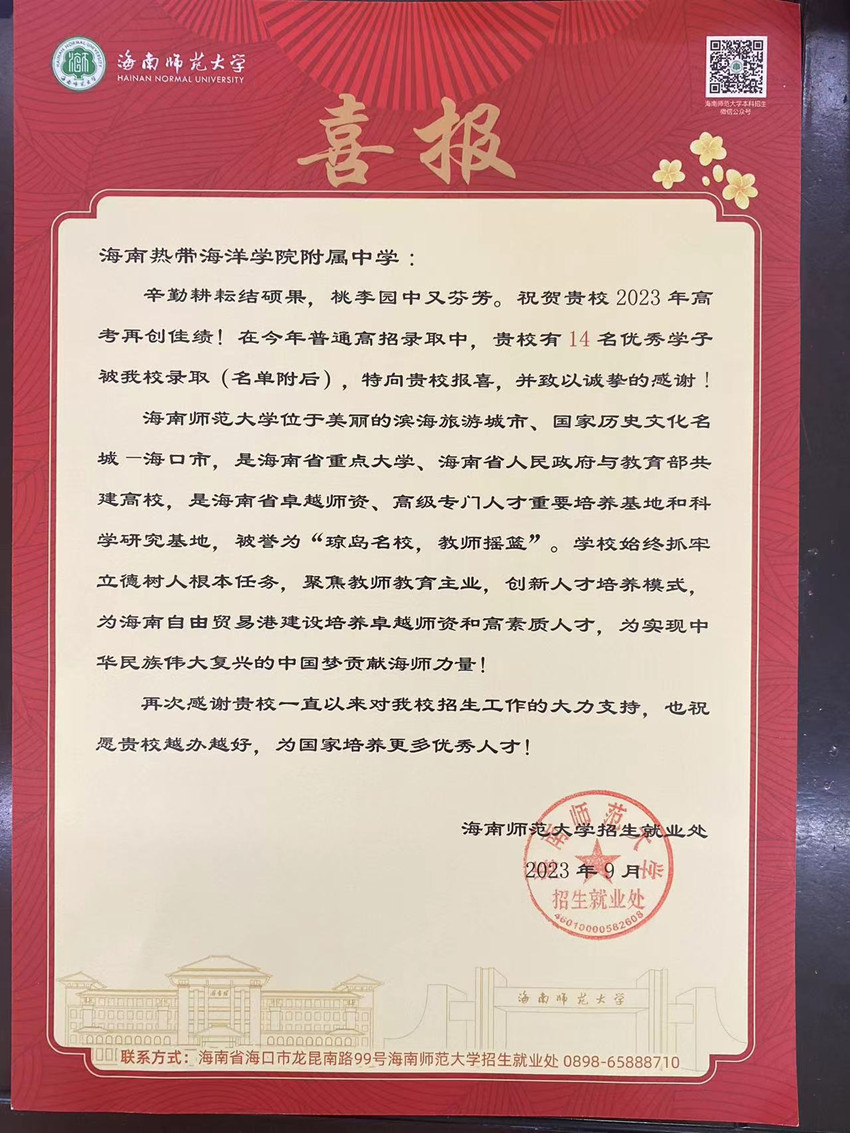 海南师范大学
HAINAN NORMAL UNIVERSITY
海南师范大学本科招生
微信公众号
喜报
海南热带海洋学院附属中学：
辛勤耕耘结硕果，桃李园中又芬芳。祝贺贵校 2023 年高
考再创佳绩！在今年普通高招录取中，贵校有 14 名优秀学子
被我校录取（名单附后），特向贵校报喜，并致以诚挚的感谢！
海南师范大学位于美丽的滨海旅游城市、国家历史文化名
城—海口市，是海南省重点大学、海南省人民政府与教育部共
建高校，是海南省卓越师资、高级专门人才重要培养基地和科
学研究基地，被誉为“琼岛名校，教师摇篮”。学校始终抓牢
立德树人根本任务，聚焦教师教育主业，创新人才培养模式，
为海南自由贸易港建设培养卓越师资和高素质人才，为实现中
华民族伟大复兴的中国梦贡献海师力量！
再次感谢贵校一直以来对我校招生工作的大力支持，也祝
愿贵校越办越好，为国家培养更多优秀人才！
海南师范大学招生就业处
2023 年 9 月
海南师范大学
招生就业处
46010000582608
海南师范大学
联系方式：海南省海口市龙昆南路99号海南师范大学招生就业处 0898-65888710